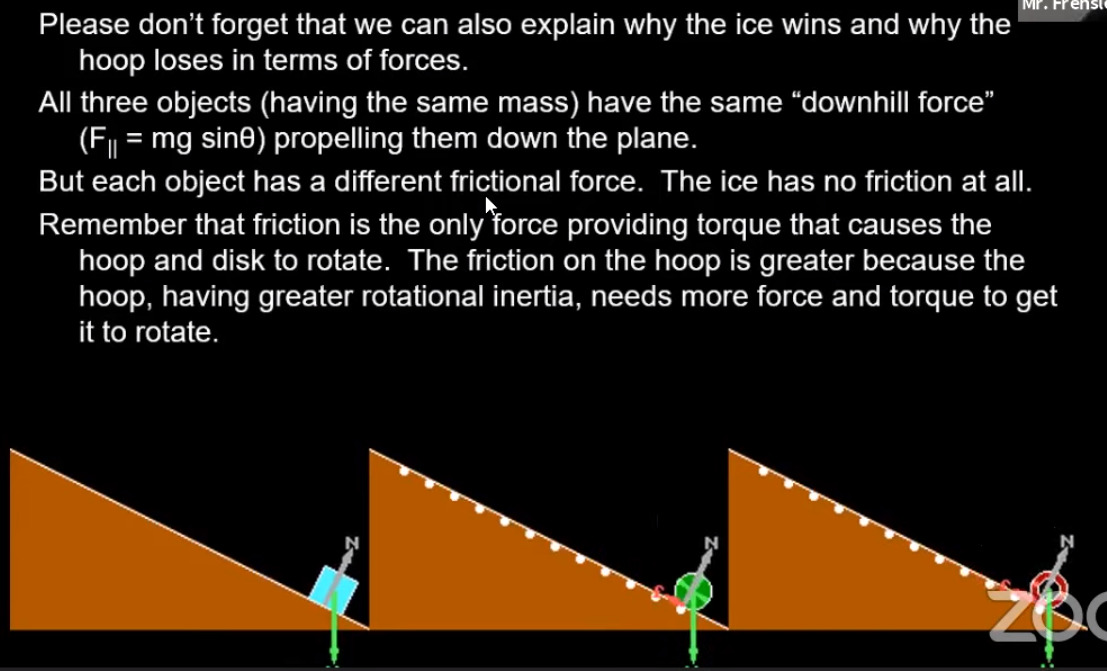 Mr. Frensl
Please don’t forget that we can also explain why the ice wins and why the
hoop loses in terms of forces.
All three objects (having the same mass) have the same “downhill force”
(F|| = mg sinθ) propelling them down the plane.
But each object has a different frictional force. The ice has no friction at all.
Remember that friction is the only force providing torque that causes the
hoop and disk to rotate. The friction on the hoop is greater because the
hoop, having greater rotational inertia, needs more force and torque to get
it to rotate.
N N N
f f
zoo